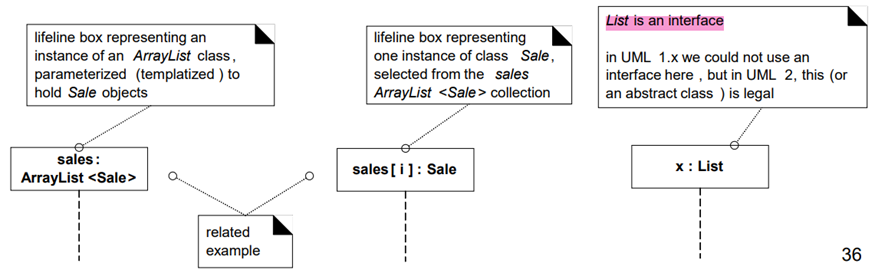 lifeline box representing an
instance of an ArrayList class,
parameterized (templatized) to
hold Sale objects
lifeline box representing
one instance of class Sale,
selected from the sales
ArrayList <Sale> collection
List is an interface
in UML 1.x we could not use an
interface here, but in UML 2, this (or
an abstract class) is legal
sales:
ArrayList <Sale>
sales[ i ] : Sale
x : List
related
example
36